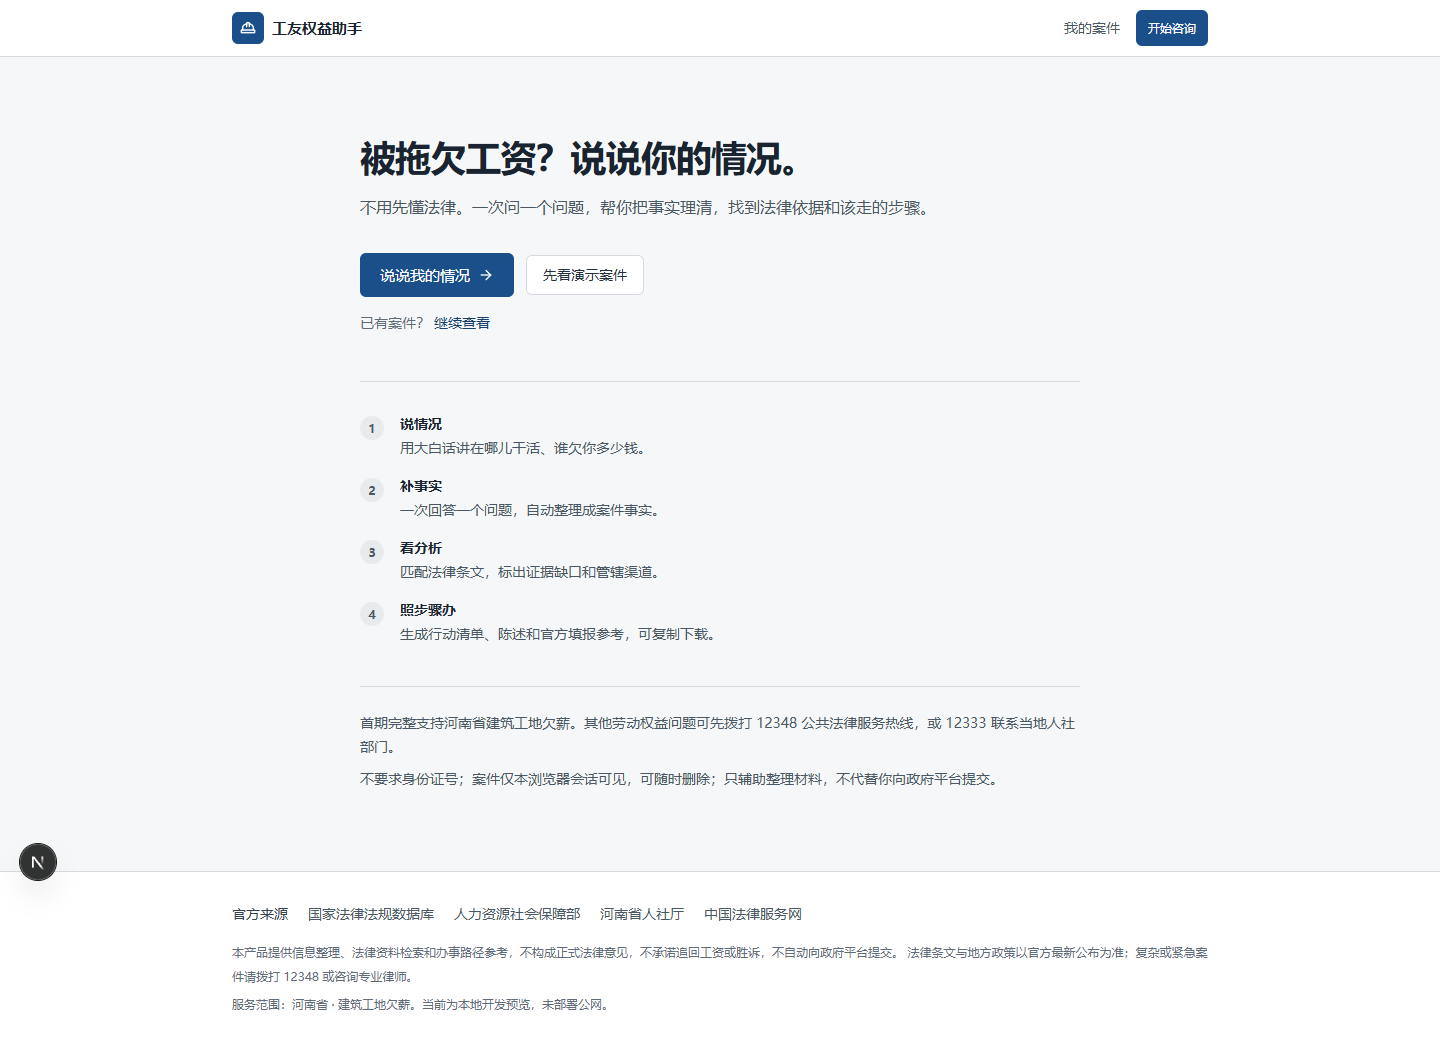 工友权益助手
我的案件
开始咨询
被拖欠工资？说说你的情况。
不用先懂法律。一次问一个问题，帮你把事实理清，找到法律依据和该走的步骤。
说说我的情况 →
先看演示案件
已有案件？ 继续查看
1
说情况
用大白话讲在哪儿干活、谁欠你多少钱。
2
补事实
一次回答一个问题，自动整理成案件事实。
3
看分析
匹配法律条文，标出证据缺口和管辖渠道。
4
照步骤办
生成行动清单、陈述和官方填报参考，可复制下载。
首期完整支持河南省建筑工地欠薪。其他劳动权益问题可先拨打 12348 公共法律服务热线，或 12333 联系当地人社
部门。
不要求身份证号；案件仅本浏览器会话可见，可随时删除；只辅助整理材料，不代替你向政府平台提交。
N
官方来源 国家法律法规数据库 人力资源社会保障部 河南省人社厅 中国法律服务网
本产品提供信息整理、法律资料检索和办事路径参考，不构成正式法律意见，不承诺追回工资或胜诉，不自动向政府平台提交。 法律条文与地方政策以官方最新公布为准；复杂或紧急案
件请拨打 12348 或咨询专业律师。
服务范围：河南省 · 建筑工地欠薪。当前为本地开发预览，未部署公网。